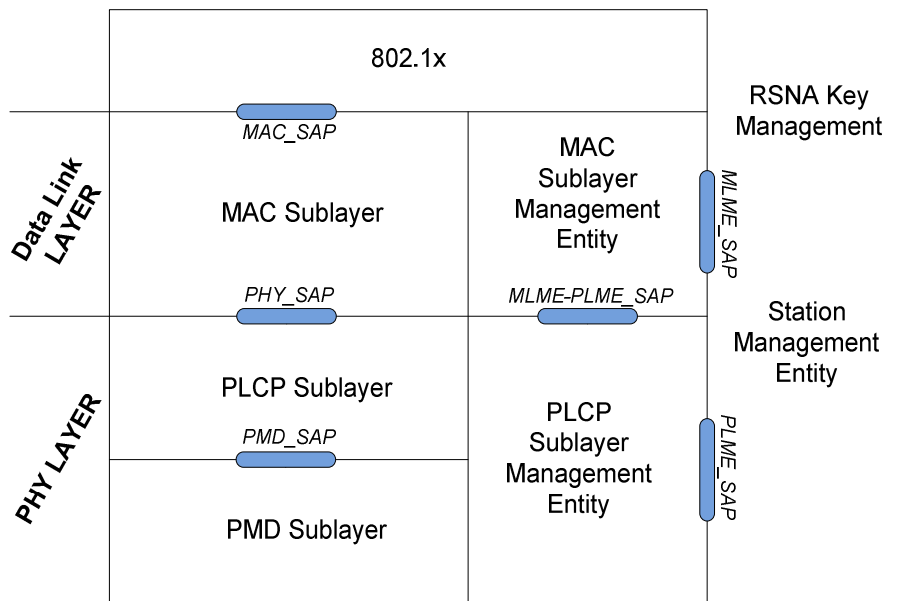 802.1x
RSNA Key
Management
MAC_SAP
Data Link
LAYER
MAC Sublayer
MAC
Sublayer
Management
Entity
MLME_SAP
PHY_SAP
MLME-PLME_SAP
Station
Management
Entity
PHY LAYER
PLCP Sublayer
PMD_SAP
PMD Sublayer
PLCP
Sublayer
Management
Entity
PLME_SAP